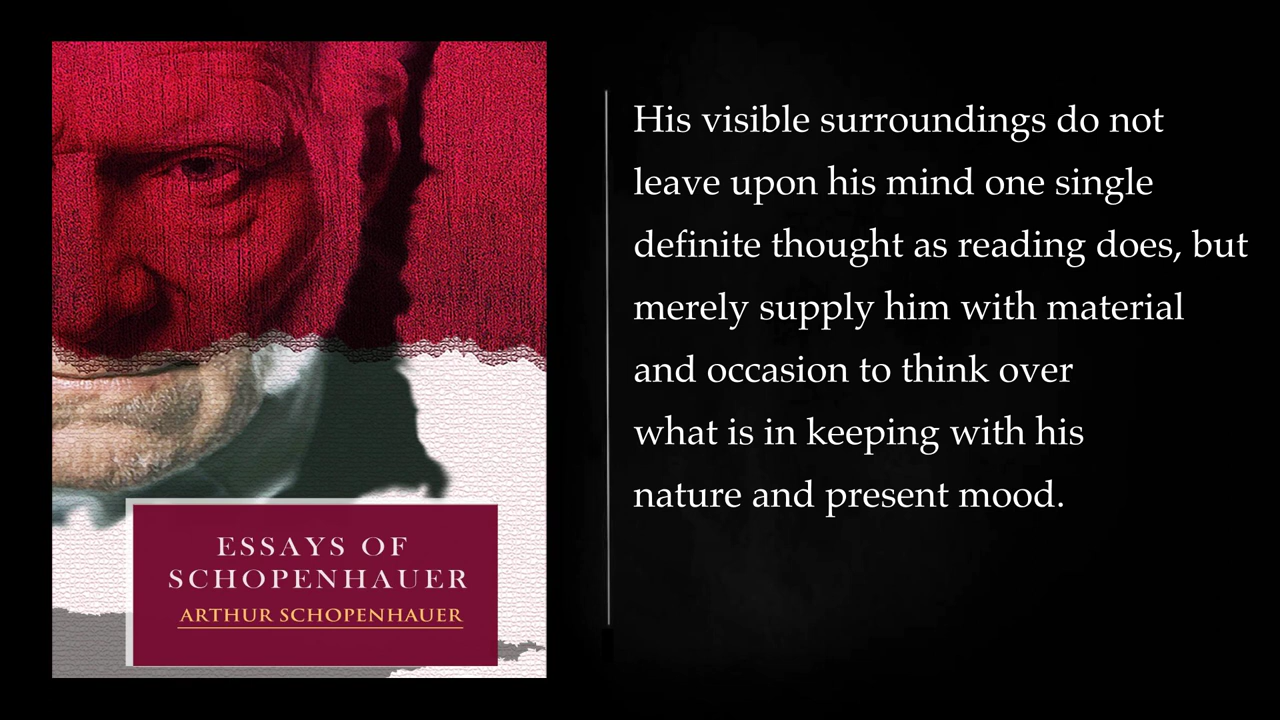 ESSAYS OF
SCHOPENHAUER
ARTHUR SCHOPENHAUER
His visible surroundings do not
leave upon his mind one single
definite thought as reading does, but
merely supply him with material
and occasion to think over
what is in keeping with his
nature and present mood.